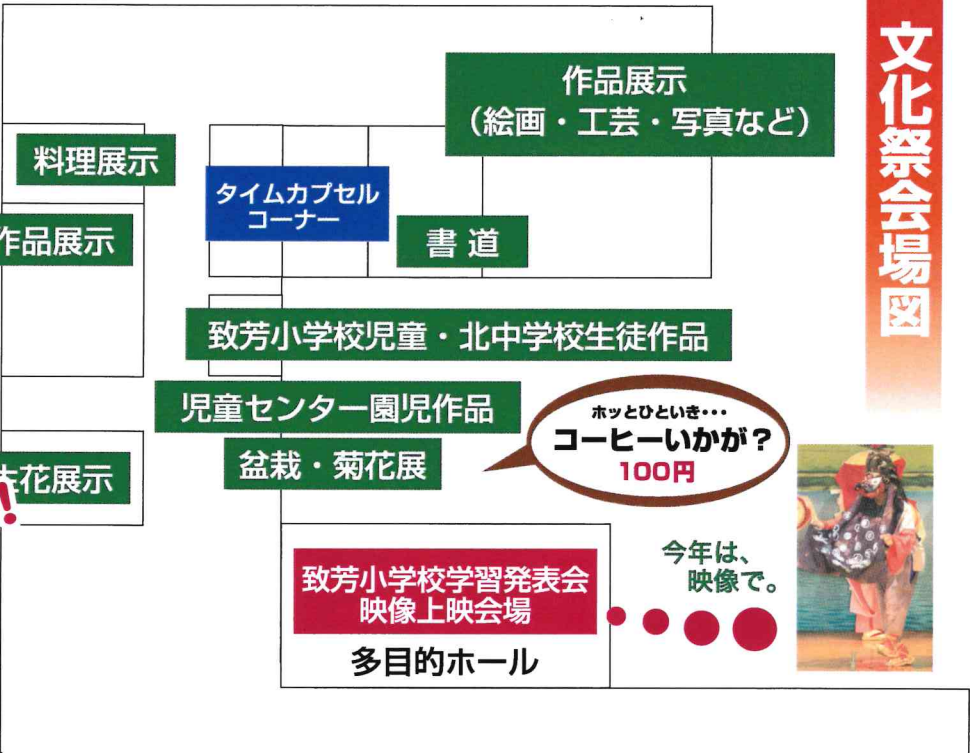 文化祭会場図
作品展示
（絵画・工芸・写真など）
料理展示
タイムカプセル
コーナー
作品展示
書道
致芳小学校児童・北中学校生徒作品
児童センター園児作品
ホッとひといき・・・
コーヒーいかが？
100円
盆栽・菊花展
生花展示
!
今年は、
映像で。
致芳小学校学習発表会
映像上映会場
多目的ホール